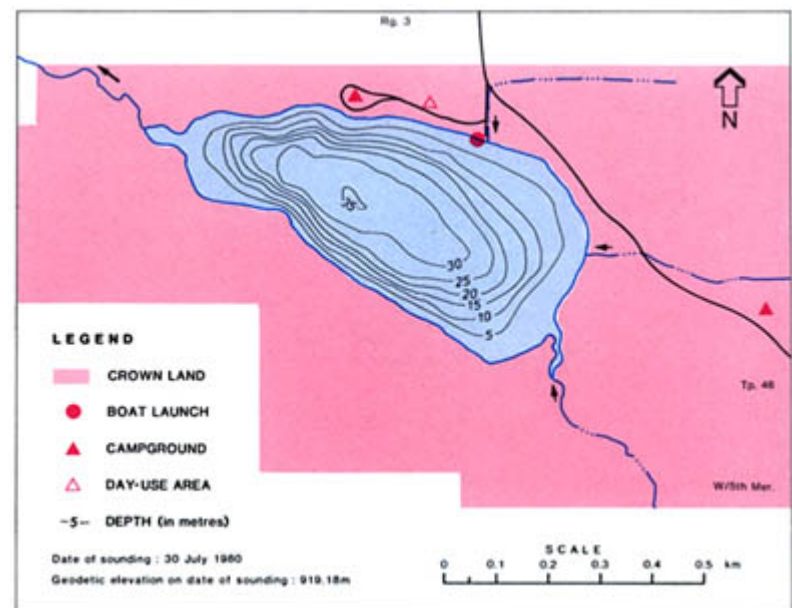 Rg. 3
N
35
30
25
20
15
10
5
Tp. 46
W/5th Mer.
LEGEND
CROWN LAND
BOAT LAUNCH
CAMPGROUND
DAY-USE AREA
-5- DEPTH (in metres)
Date of sounding : 30 July 1980
Geodetic elevation on date of sounding : 919.18m
SCALE
0 0.1 0.2 0.3 0.4 0.5 km